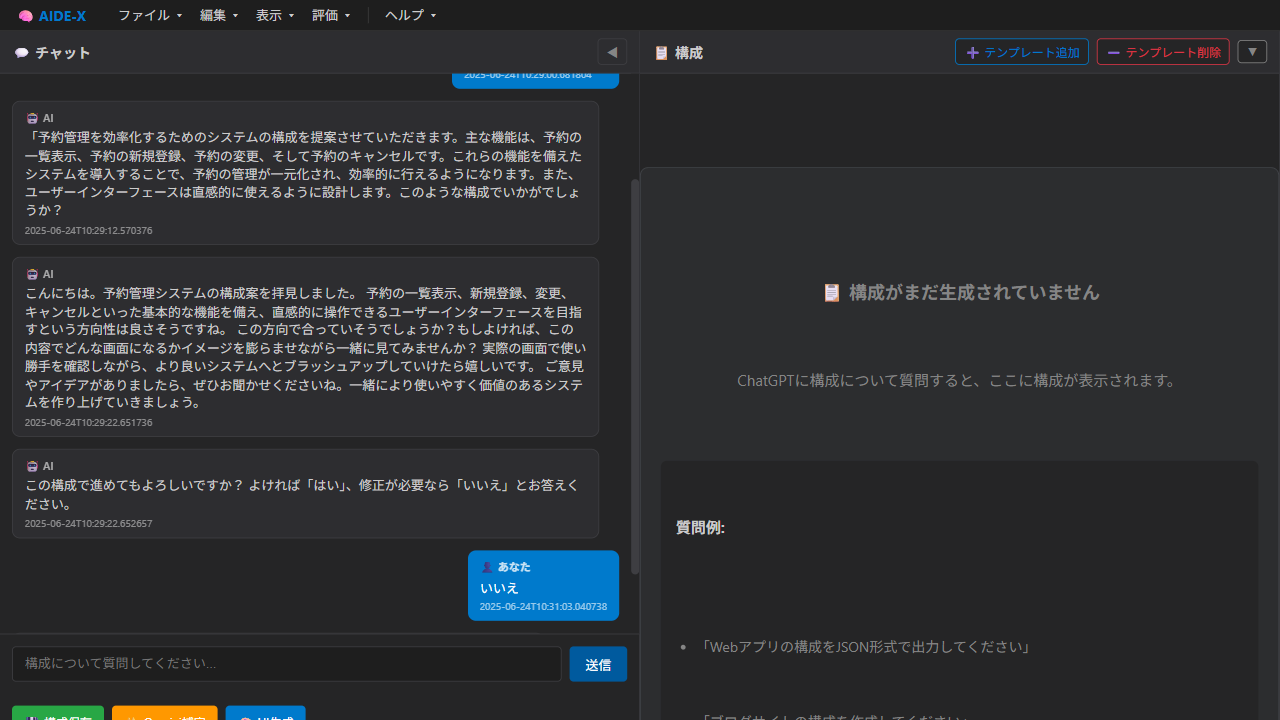 AIDE-X
ファイル
編集
表示
評価
ヘルプ
チャット
2025-06-24T10:29:00.681804
AI
「予約管理を効率化するためのシステムの構成を提案させていただきます。主な機能は、予約の
一覧表示、予約の新規登録、予約の変更、そして予約のキャンセルです。これらの機能を備えた
システムを導入することで、予約の管理が一元化され、効率的に行えるようになります。また、
ユーザーインターフェースは直感的に使えるように設計します。このような構成でいかがでしょ
うか？
2025-06-24T10:29:12.570376
AI
こんにちは。予約管理システムの構成案を拝見しました。 予約の一覧表示、新規登録、変更、
キャンセルといった基本的な機能を備え、直感的に操作できるユーザーインターフェースを目指
すという方向性は良さそうですね。 この方向で合っていそうでしょうか？もしよければ、この
内容でどんな画面になるかイメージを膨らませながら一緒に見てみませんか？ 実際の画面で使い
勝手を確認しながら、より良いシステムへとブラッシュアップしていけたら嬉しいです。 ご意見
やアイデアがありましたら、ぜひお聞かせくださいね。一緒により使いやすく価値のあるシステ
ムを作り上げていきましょう。
2025-06-24T10:29:22.651736
AI
この構成で進めてもよろしいですか？ よければ「はい」、修正が必要なら「いいえ」とお答えく
ださい。
2025-06-24T10:29:22.652657
あなた
いいえ
2025-06-24T10:31:03.040738
構成について質問してください...
送信
構成保存
UI生成
構成
テンプレート追加
テンプレート削除
構成がまだ生成されていません
ChatGPTに構成について質問すると、ここに構成が表示されます。
質問例:
「Webアプリの構成をJSON形式で出力してください」
「ブログサイトの構成を作成してください」